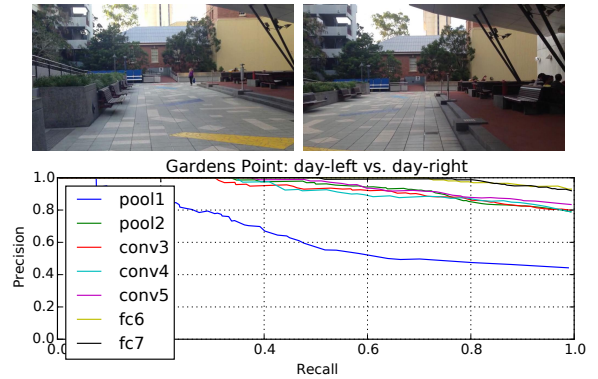 Gardens Point: day-left vs. day-right
1.0
0.8
0.6
0.4
0.2
0.0
Precision
pool1
pool2
conv3
conv4
conv5
fc6
fc7
0.4
0.6
0.8
1.0
Recall